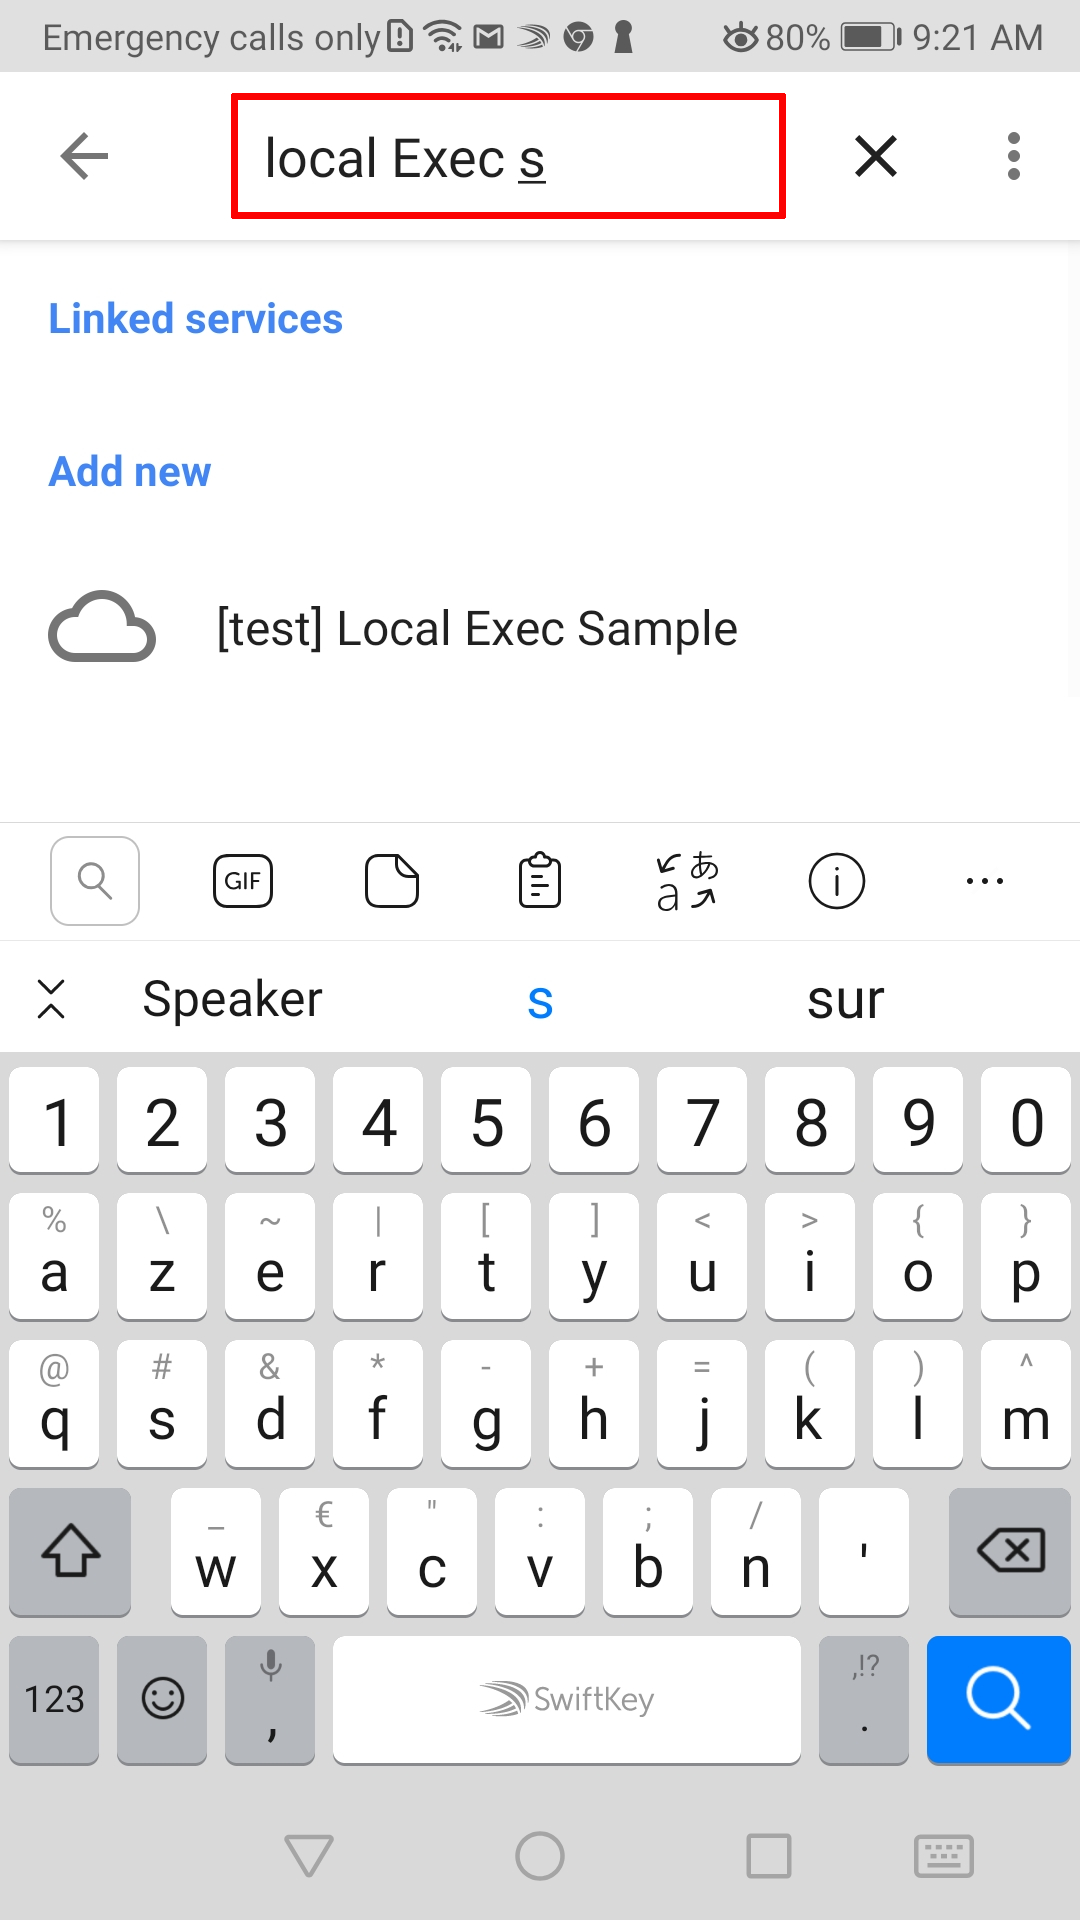 Emergency calls only 80% 9:21 AM
local Exec s
Linked services
Add new
[test] Local Exec Sample
GIF あ a i ...
Speaker s sur
1 2 3 4 5 6 7 8 9 0
% \ ~ | [ ] < > { }
a z e r t y u i o p
@ # & * - + = ( ) ^
q s d f g h j k l m
_ € " : ; /
w x c v b n '
,!?
123 , SwiftKey .